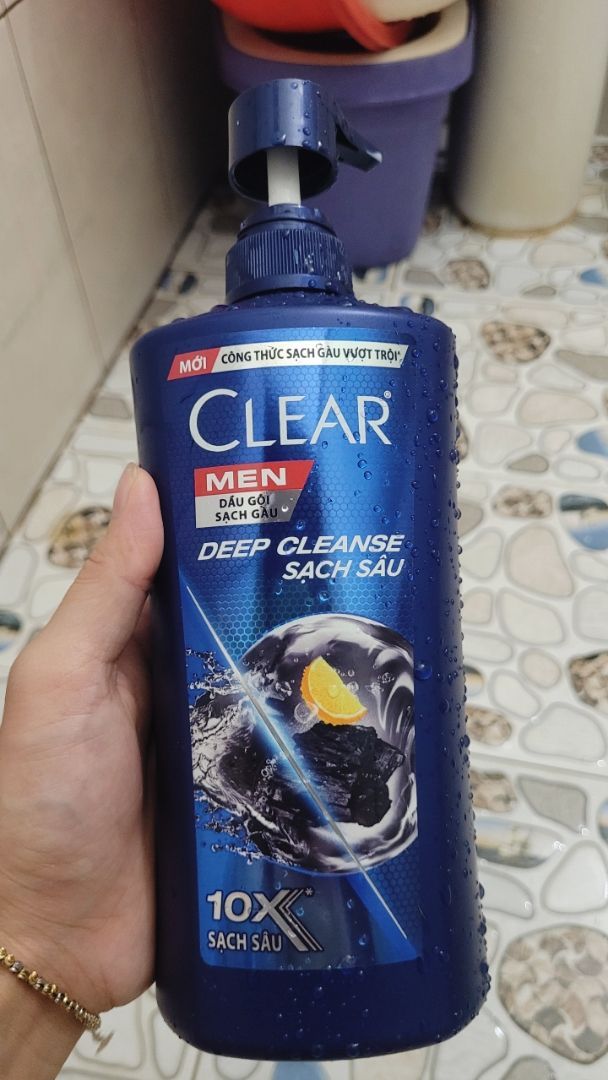 MỚI CÔNG THỨC SẠCH GÀU VƯỢT TRỘI*
CLEAR®
MEN
DẦU GỘI
SẠCH GÀU
DEEP CLEANSE
SẠCH SÂU
10X*
SẠCH SÂU